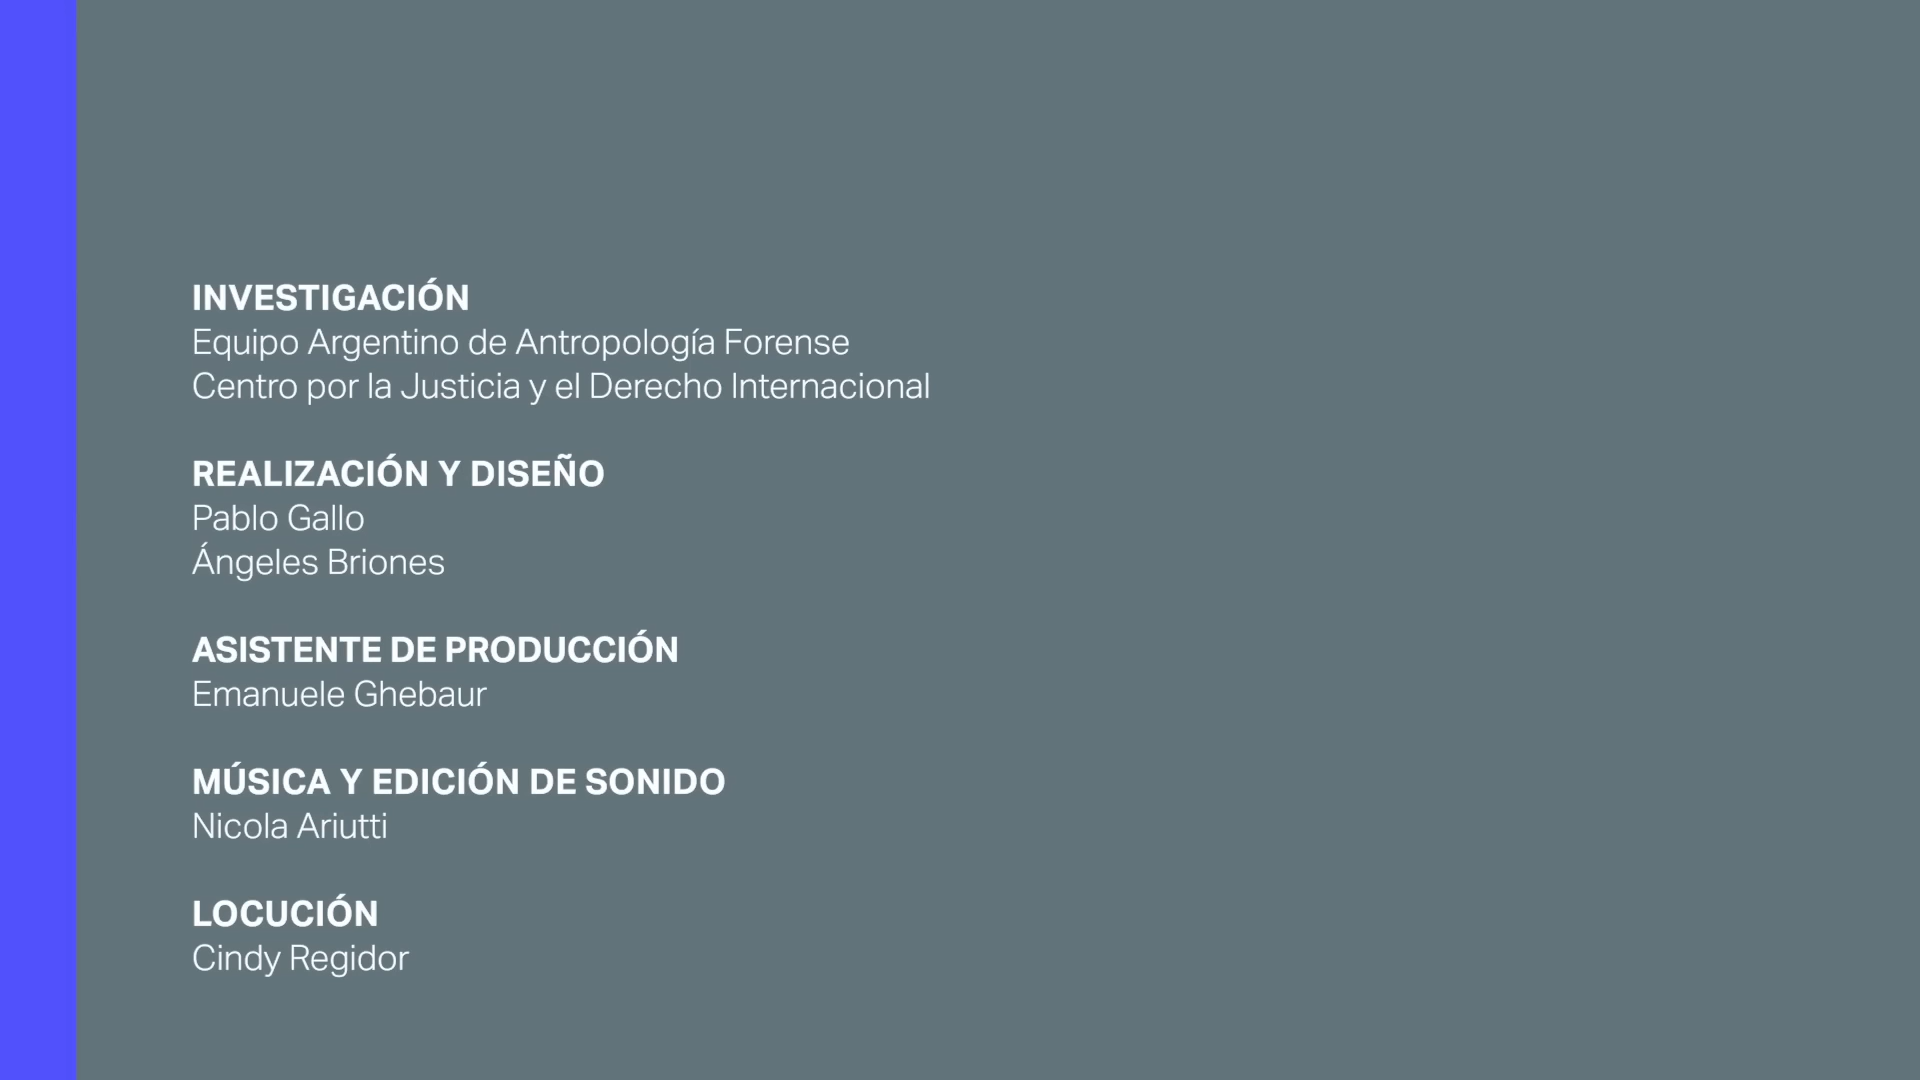 INVESTIGACIÓN
Equipo Argentino de Antropología Forense
Centro por la Justicia y el Derecho Internacional
REALIZACIÓN Y DISEÑO
Pablo Gallo
Ángeles Briones
ASISTENTE DE PRODUCCIÓN
Emanuele Ghebaur
MÚSICA Y EDICIÓN DE SONIDO
Nicola Ariutti
LOCUCIÓN
Cindy Regidor